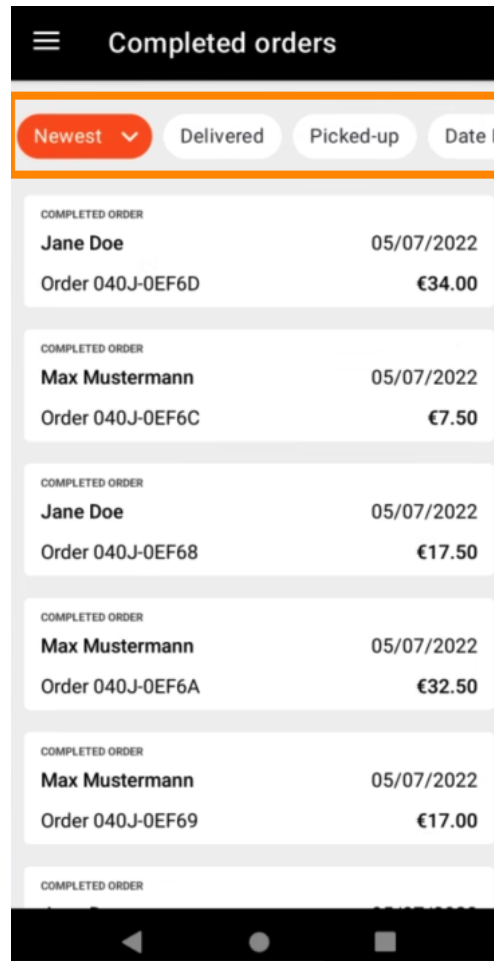 Completed orders
Newest Delivered Picked-up Date
COMPLETED ORDER
Jane Doe 05/07/2022
Order 040J-0EF6D €34.00
COMPLETED ORDER
Max Mustermann 05/07/2022
Order 040J-0EF6C €7.50
COMPLETED ORDER
Jane Doe 05/07/2022
Order 040J-0EF68 €17.50
COMPLETED ORDER
Max Mustermann 05/07/2022
Order 040J-0EF6A €32.50
COMPLETED ORDER
Max Mustermann 05/07/2022
Order 040J-0EF69 €17.00
COMPLETED ORDER